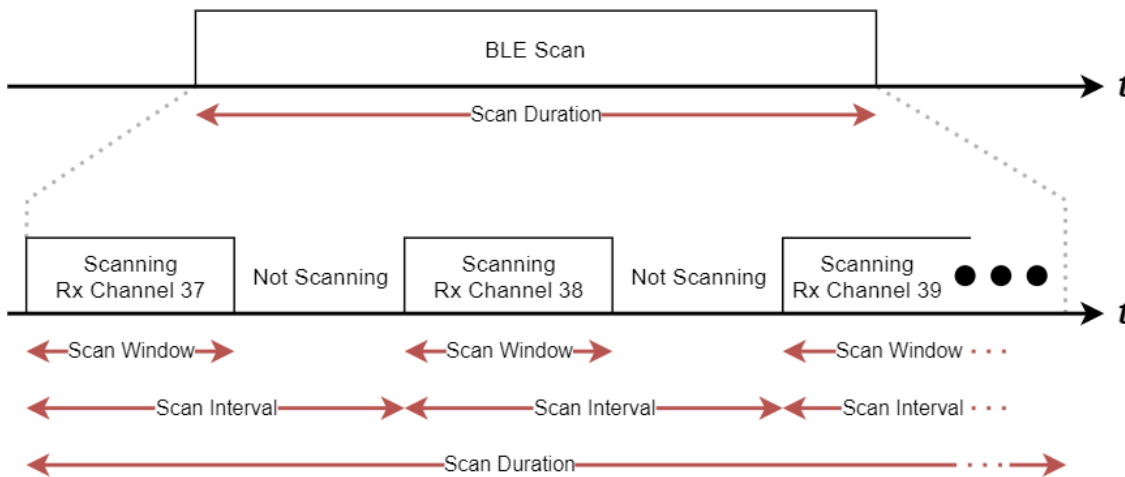 BLE Scan
t
Scan Duration
Scanning
Rx Channel 37
Not Scanning
Scanning
Rx Channel 38
Not Scanning
Scanning
Rx Channel 39
t
Scan Window
Scan Window
Scan Window
Scan Interval
Scan Interval
Scan Interval
Scan Duration